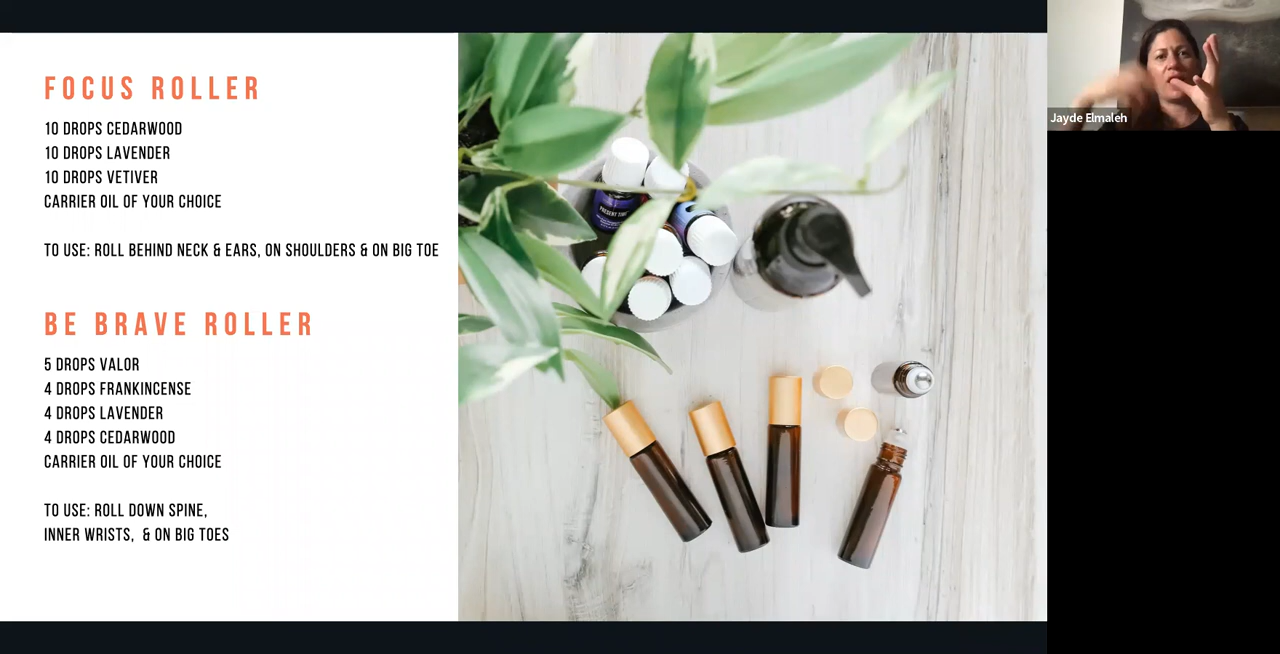 FOCUS ROLLER
10 DROPS CEDARWOOD
10 DROPS LAVENDER
10 DROPS VETIVER
CARRIER OIL OF YOUR CHOICE
TO USE: ROLL BEHIND NECK & EARS, ON SHOULDERS & ON BIG TOE
BE BRAVE ROLLER
5 DROPS VALOR
4 DROPS FRANKINCENSE
4 DROPS LAVENDER
4 DROPS CEDARWOOD
CARRIER OIL OF YOUR CHOICE
TO USE: ROLL DOWN SPINE,
INNER WRISTS, & ON BIG TOES
PRESENT TIME
Jayde Elmaleh